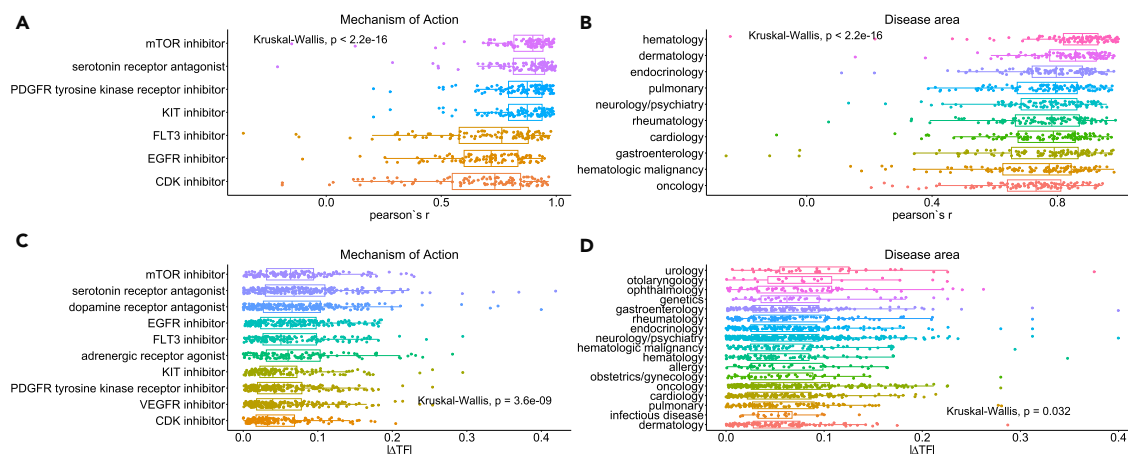 A
Mechanism of Action
Kruskal-Wallis, p < 2.2e-16
mTOR inhibitor
serotonin receptor antagonist
PDGFR tyrosine kinase receptor inhibitor
KIT inhibitor
FLT3 inhibitor
EGFR inhibitor
CDK inhibitor
0.0 0.5 1.0
pearson`s r
B
Disease area
Kruskal-Wallis, p < 2.2e-16
hematology
dermatology
endocrinology
pulmonary
neurology/psychiatry
rheumatology
cardiology
gastroenterology
hematologic malignancy
oncology
0.0 0.4 0.8
pearson`s r
C
Mechanism of Action
mTOR inhibitor
serotonin receptor antagonist
dopamine receptor antagonist
EGFR inhibitor
FLT3 inhibitor
adrenergic receptor agonist
KIT inhibitor
PDGFR tyrosine kinase receptor inhibitor
VEGFR inhibitor
CDK inhibitor
Kruskal-Wallis, p = 3.6e-09
0.0 0.1 0.2 0.3 0.4
|ΔTF|
D
Disease area
urology
otolaryngology
ophthalmology
genetics
gastroenterology
rheumatology
endocrinology
neurology/psychiatry
hematologic malignancy
hematology
allergy
obstetrics/gynecology
oncology
cardiology
pulmonary
infectious disease
dermatology
Kruskal-Wallis, p = 0.032
0.0 0.1 0.2 0.3 0.4
|ΔTF|